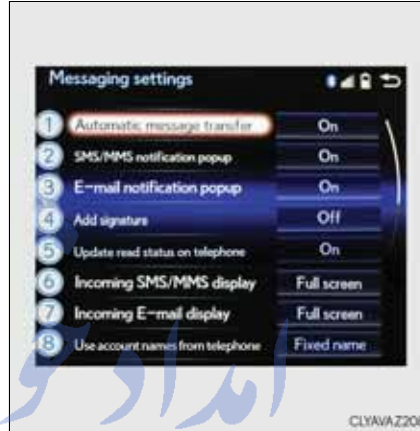 Messaging settings
1 Automatic message transfer On
2 SMS/MMS notification popup On
3 E-mail notification popup On
4 Add signature Off
5 Update read status on telephone On
6 Incoming SMS/MMS display Full screen
7 Incoming E-mail display Full screen
8 Use account names from telephone Fixed name
امداد خو